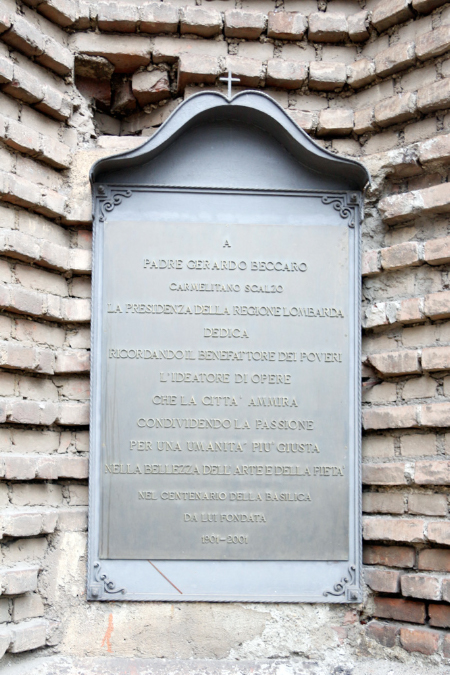 A
PADRE GERARDO BECCARO
CARMELITANO SCALZO
LA PRESIDENZA DELLA REGIONE LOMBARDA
DEDICA
RICORDANDO IL BENEFATTORE DEI POVERI
L'IDEATORE DI OPERE
CHE LA CITTA' AMMIRA
CONDIVIDENDO LA PASSIONE
PER UNA UMANITA' PIU' GIUSTA
NELLA BELLEZZA DELL'ARTE E DELLA PIETA'
NEL CENTENARIO DELLA BASILICA
DA LUI FONDATA
1901-2001